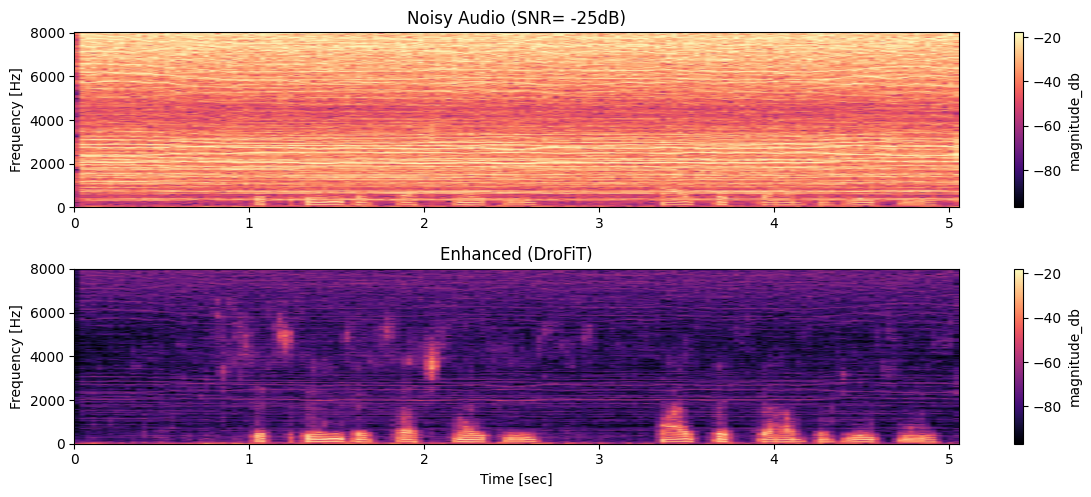 Noisy Audio (SNR= -25dB)
8000
6000
4000
2000
0
Frequency [Hz]
0 1 2 3 4 5
−20
−40
−60
−80
magnitude_db
Enhanced (DroFiT)
8000
6000
4000
2000
0
Frequency [Hz]
0 1 2 3 4 5
Time [sec]
−20
−40
−60
−80
magnitude_db